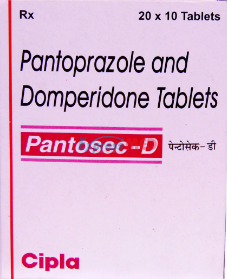 Rx 20 x 10 Tablets
Pantoprazole and
Domperidone Tablets
Pantosec-D पेन्टोसेक-डी
Cipla